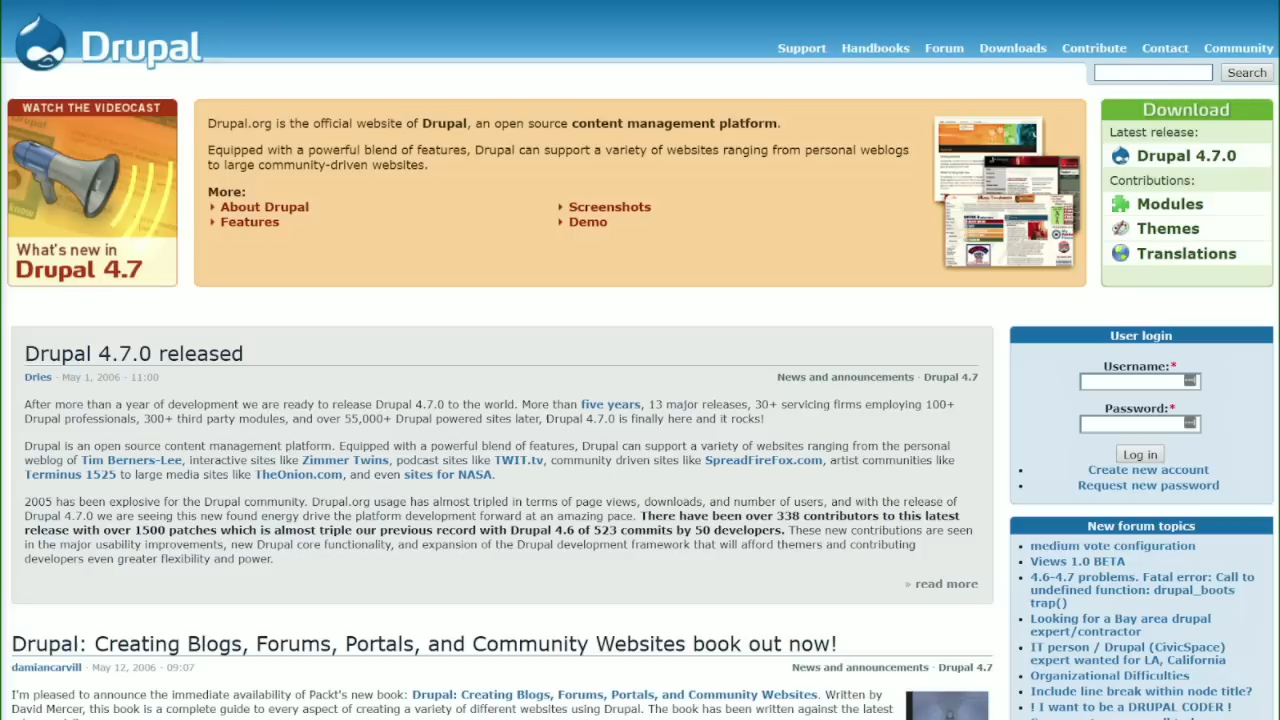 Drupal
Support Handbooks Forum Downloads Contribute Contact Community
Search
WATCH THE VIDEOCAST
What's new in
Drupal 4.7
Drupal.org is the official website of Drupal, an open source content management platform.
Equipped with a powerful blend of features, Drupal can support a variety of websites ranging from personal weblogs
to large community-driven websites.
More:
About Drupal
Features
Screenshots
Demo
Download
Latest release:
Drupal 4.7.0
Contributions:
Modules
Themes
Translations
Drupal 4.7.0 released
Dries · May 1, 2006 - 11:00
News and announcements · Drupal 4.7
After more than a year of development we are ready to release Drupal 4.7.0 to the world. More than five years, 13 major releases, 30+ servicing firms employing 100+
Drupal professionals, 300+ third party modules, and over 55,000+ Drupal powered sites later, Drupal 4.7.0 is finally here and it rocks!
Drupal is an open source content management platform. Equipped with a powerful blend of features, Drupal can support a variety of websites ranging from the personal
weblog of Tim Berners-Lee, interactive sites like Zimmer Twins, podcast sites like TWIT.tv, community driven sites like SpreadFireFox.com, artist communities like
Terminus 1525 to large media sites like TheOnion.com, and even sites for NASA.
2005 has been explosive for the Drupal community. Drupal.org usage has almost tripled in terms of page views, downloads, and number of users, and with the release of
Drupal 4.7.0 we are seeing this new found energy drive the platform development forward at an amazing pace. There have been over 338 contributors to this latest
release with over 1500 patches which is almost triple our previous record with Drupal 4.6 of 523 commits by 50 developers. These new contributions are seen
in the major usability improvements, new Drupal core functionality, and expansion of the Drupal development framework that will afford themers and contributing
developers even greater flexibility and power.
» read more
Drupal: Creating Blogs, Forums, Portals, and Community Websites book out now!
damiancarvill · May 12, 2006 - 09:07
News and announcements · Drupal 4.7
I'm pleased to announce the immediate availability of Packt's new book: Drupal: Creating Blogs, Forums, Portals, and Community Websites. Written by
David Mercer, this book is a complete guide to every aspect of creating a variety of different websites using Drupal. The book has been written against the latest
User login
Username:*
Password:*
Log in
Create new account
Request new password
New forum topics
medium vote configuration
Views 1.0 BETA
4.6-4.7 problems. Fatal error: Call to
undefined function: drupal_boots
trap()
Looking for a Bay area drupal
expert/contractor
IT person / Drupal (CivicSpace)
expert wanted for LA, California
Organizational Difficulties
Include line break within node title?
! I want to be a DRUPAL CODER !